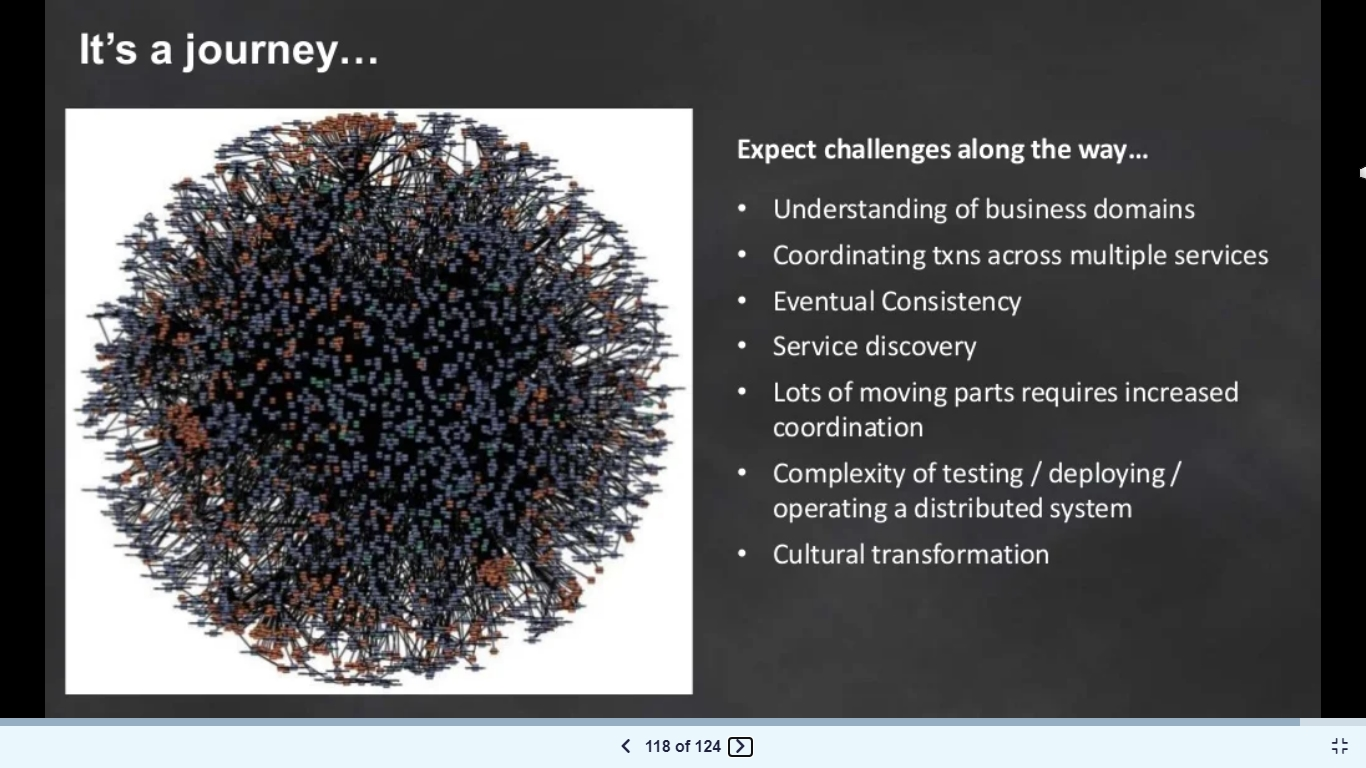 It's a journey…
Expect challenges along the way…
• Understanding of business domains
• Coordinating txns across multiple services
• Eventual Consistency
• Service discovery
• Lots of moving parts requires increased
coordination
• Complexity of testing / deploying /
operating a distributed system
• Cultural transformation
118 of 124